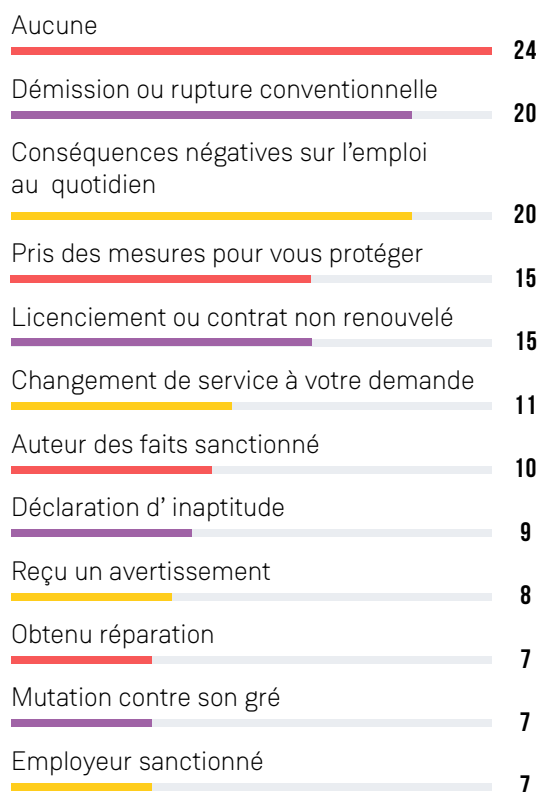 Aucune
24
Démission ou rupture conventionnelle
20
Conséquences négatives sur l'emploi
au quotidien
20
Pris des mesures pour vous protéger
15
Licenciement ou contrat non renouvelé
15
Changement de service à votre demande
11
Auteur des faits sanctionné
10
Déclaration d' inaptitude
9
Reçu un avertissement
8
Obtenu réparation
7
Mutation contre son gré
7
Employeur sanctionné
7